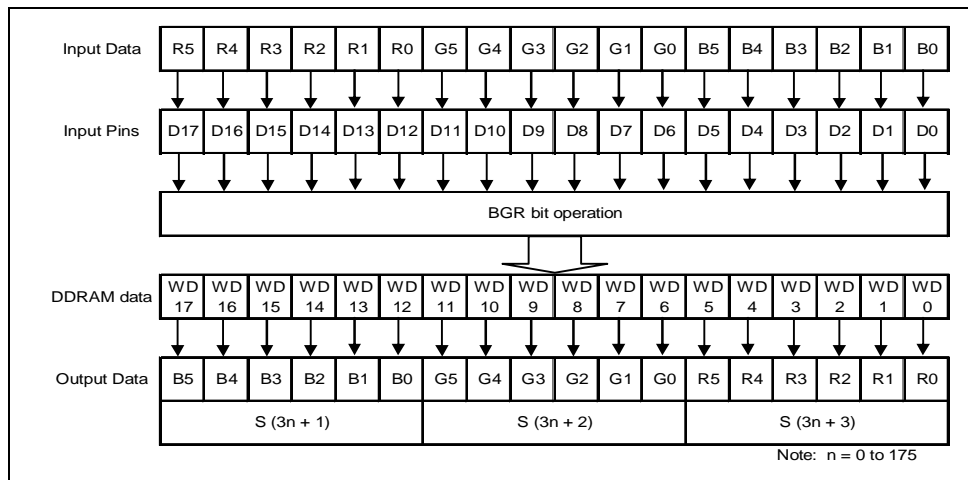 Input Data R5 R4 R3 R2 R1 R0 G5 G4 G3 G2 G1 G0 B5 B4 B3 B2 B1 B0
Input Pins D17 D16 D15 D14 D13 D12 D11 D10 D9 D8 D7 D6 D5 D4 D3 D2 D1 D0
BGR bit operation
DDRAM data WD 17 WD 16 WD 15 WD 14 WD 13 WD 12 WD 11 WD 10 WD 9 WD 8 WD 7 WD 6 WD 5 WD 4 WD 3 WD 2 WD 1 WD 0
Output Data B5 B4 B3 B2 B1 B0 G5 G4 G3 G2 G1 G0 R5 R4 R3 R2 R1 R0
S (3n + 1) S (3n + 2) S (3n + 3)
Note: n = 0 to 175